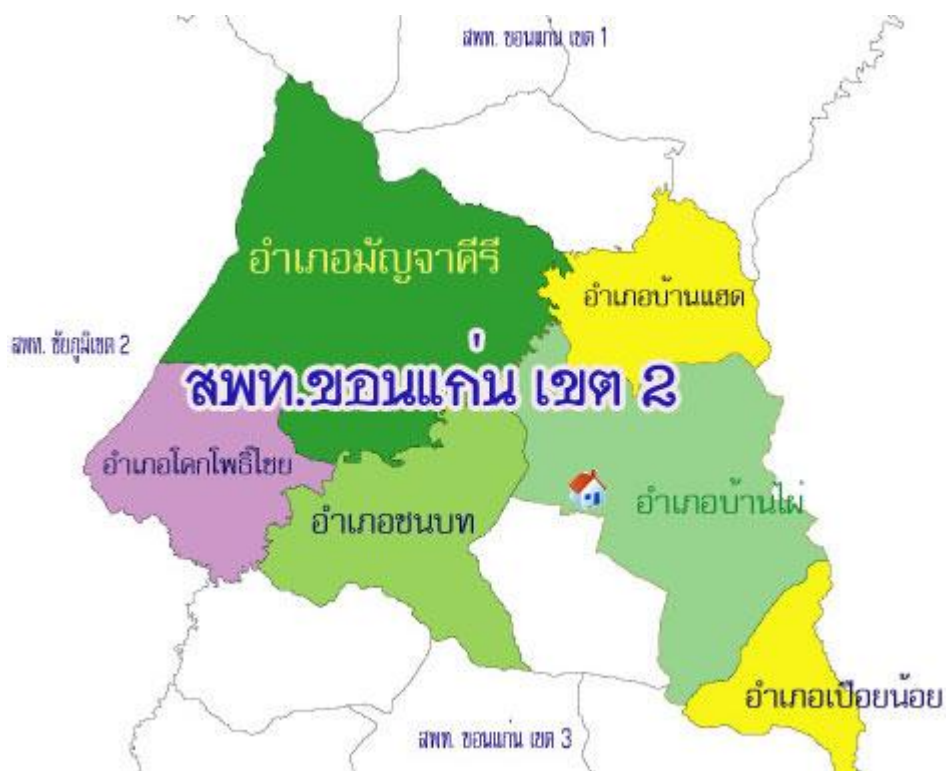 สพท. ขอนแก่น เขต 1
อำเภอมัญจาคีรี
อำเภอบ้านแฮด
สพท. ชัยภูมิเขต 2
สพท.ขอนแก่น เขต 2
อำเภอโคกโพธิ์ไชย
อำเภอบ้านไผ่
อำเภอชนบท
อำเภอเปือยน้อย
สพท. ขอนแก่น เขต 3